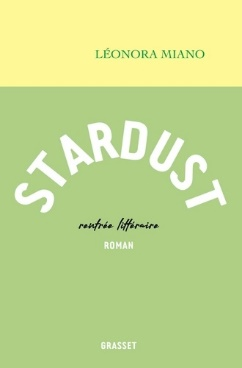 LÉONORA MIANO
STARDUST
rentrée littéraire
ROMAN
GRASSET